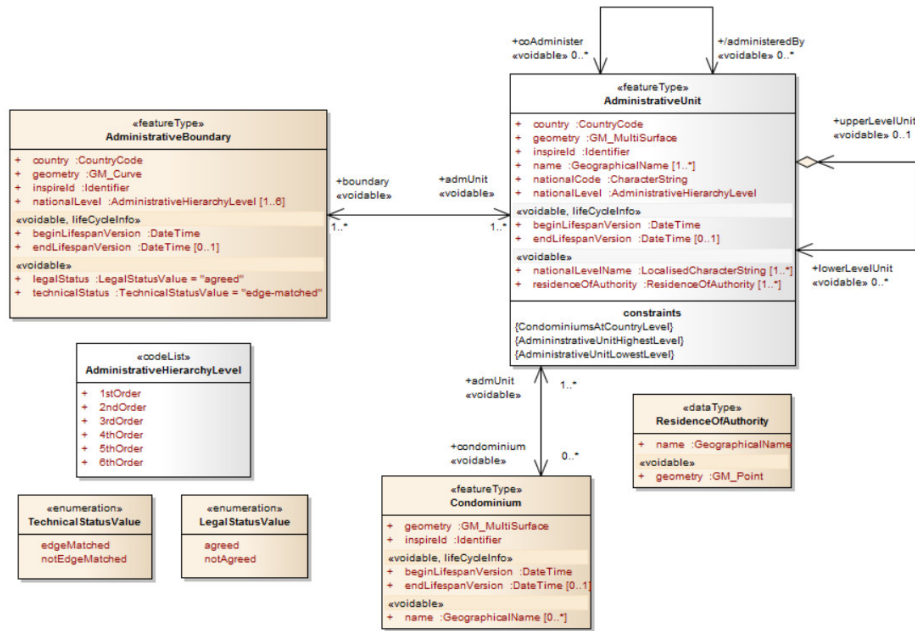 +coAdminister
«voidable» 0..*
+/administeredBy
«voidable» 0..*
«featureType»
AdministrativeUnit
+ country :CountryCode
+ geometry :GM_MultiSurface
+ inspireId :Identifier
+ name :GeographicalName [1..*]
+ nationalCode :CharacterString
+ nationalLevel :AdministrativeHierarchyLevel
«voidable, lifeCycleInfo»
+ beginLifespanVersion :DateTime
+ endLifespanVersion :DateTime [0..1]
«voidable»
+ nationalLevelName :LocalisedCharacterString [1..*]
+ residenceOfAuthority :ResidenceOfAuthority [1..*]
constraints
{CondominiumsAtCountryLevel}
{AdmininstrativeUnitHighestLevel}
{AdministrativeUnitLowestLevel}
+upperLevelUnit
«voidable» 0..1
+lowerLevelUnit
«voidable» 0..*
«featureType»
AdministrativeBoundary
+ country :CountryCode
+ geometry :GM_Curve
+ inspireId :Identifier
+ nationalLevel :AdministrativeHierarchyLevel [1..6]
«voidable, lifeCycleInfo»
+ beginLifespanVersion :DateTime
+ endLifespanVersion :DateTime [0..1]
«voidable»
+ legalStatus :LegalStatusValue = "agreed"
+ technicalStatus :TechnicalStatusValue = "edge-matched"
+boundary
«voidable»
1..*
+admUnit
«voidable»
1..*
«codeList»
AdministrativeHierarchyLevel
+ 1stOrder
+ 2ndOrder
+ 3rdOrder
+ 4thOrder
+ 5thOrder
+ 6thOrder
+admUnit
«voidable»
1..*
+condominium
«voidable»
0..*
«dataType»
ResidenceOfAuthority
+ name :GeographicalName
«voidable»
+ geometry :GM_Point
«enumeration»
TechnicalStatusValue
edgeMatched
notEdgeMatched
«enumeration»
LegalStatusValue
agreed
notAgreed
«featureType»
Condominium
+ geometry :GM_MultiSurface
+ inspireId :Identifier
«voidable, lifeCycleInfo»
+ beginLifespanVersion :DateTime
+ endLifespanVersion :DateTime [0..1]
«voidable»
+ name :GeographicalName [0..*]